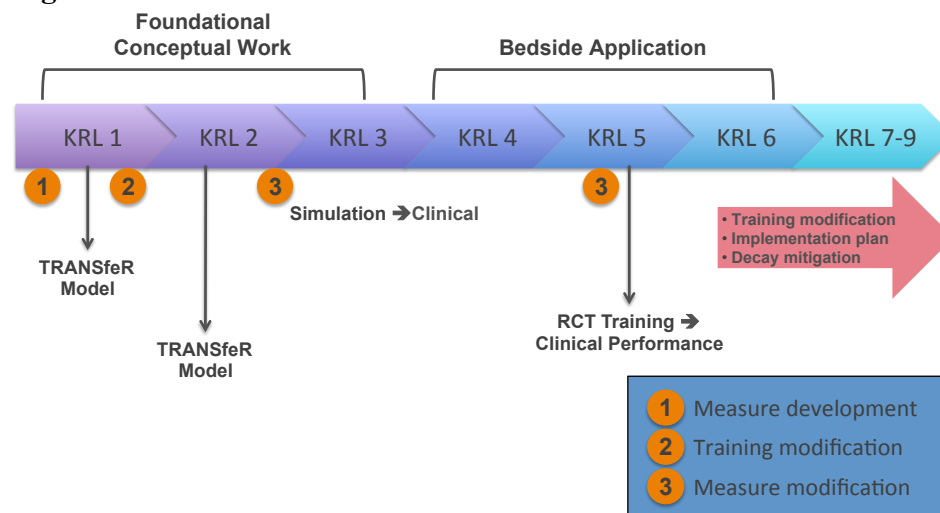 Foundational
Conceptual Work
Bedside Application
KRL 1
KRL 2
KRL 3
KRL 4
KRL 5
KRL 6
KRL 7-9
1
2
3
3
Simulation ➔Clinical
• Training modification
• Implementation plan
• Decay mitigation
TRANSfeR
Model
TRANSfeR
Model
RCT Training ➔
Clinical Performance
1 Measure development
2 Training modification
3 Measure modification